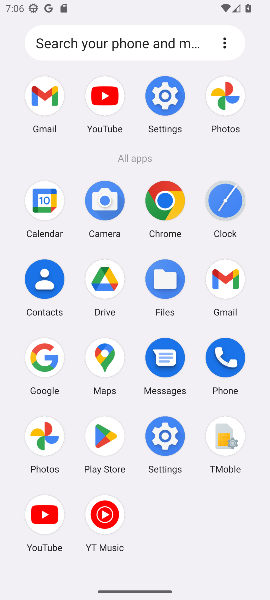 7:06
Search your phone and m...
Gmail YouTube Settings Photos
All apps
10
Calendar Camera Chrome Clock
Contacts Drive Files Gmail
Google Maps Messages Phone
Photos Play Store Settings TMoble
YouTube YT Music